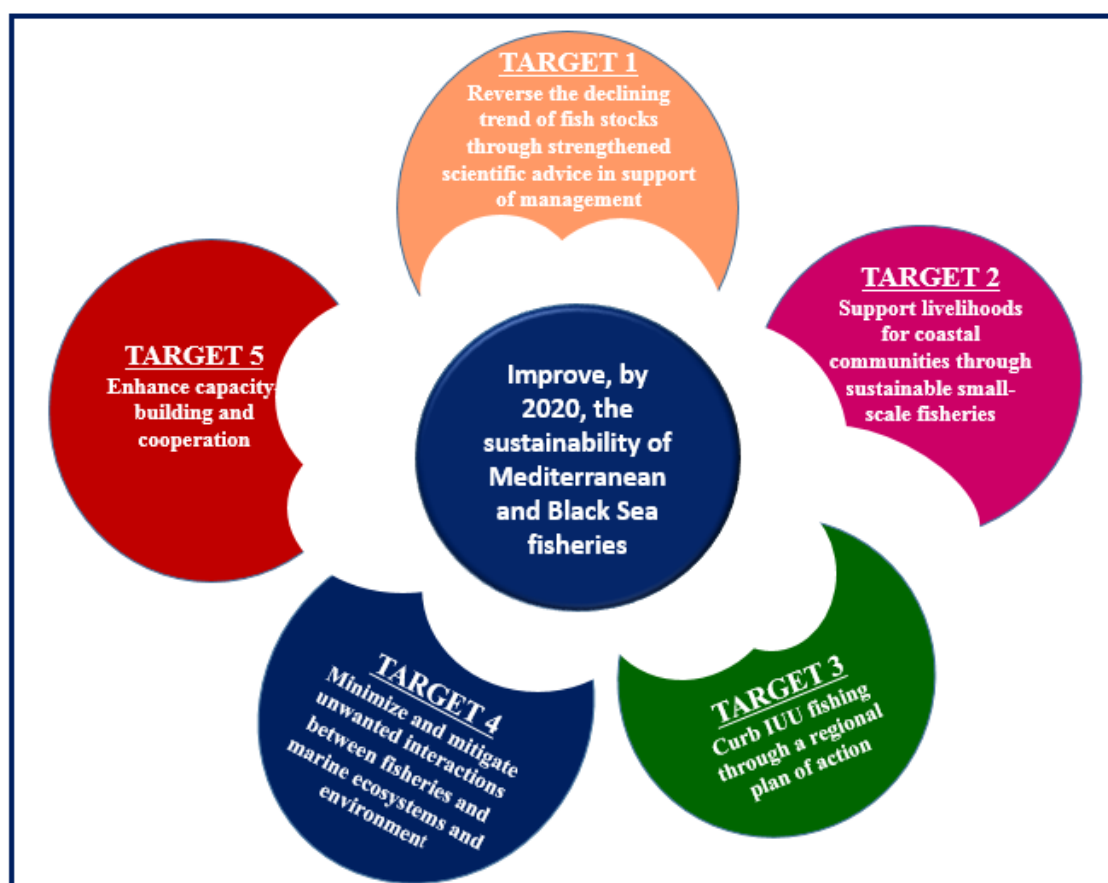 TARGET 1
Reverse the declining
trend of fish stocks
through strengthened
scientific advice in support
of management
TARGET 2
Support livelihoods
for coastal
communities through
sustainable small-
scale fisheries
TARGET 3
Curb IUU fishing
through a regional
plan of action
TARGET 4
Minimize and mitigate
unwanted interactions
between fisheries and
marine ecosystems and
environment
TARGET 5
Enhance capacity-
building and
cooperation
Improve, by
2020, the
sustainability of
Mediterranean
and Black Sea
fisheries